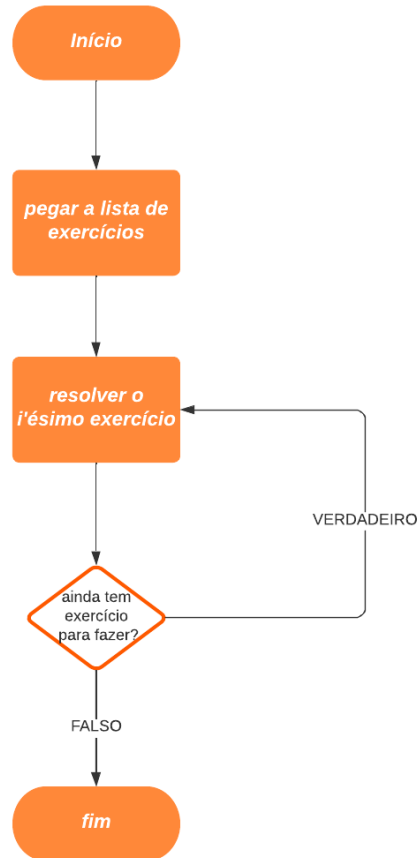 Início
pegar a lista de
exercícios
resolver o
i'ésimo exercício
VERDADEIRO
ainda tem
exercício
para fazer?
FALSO
fim